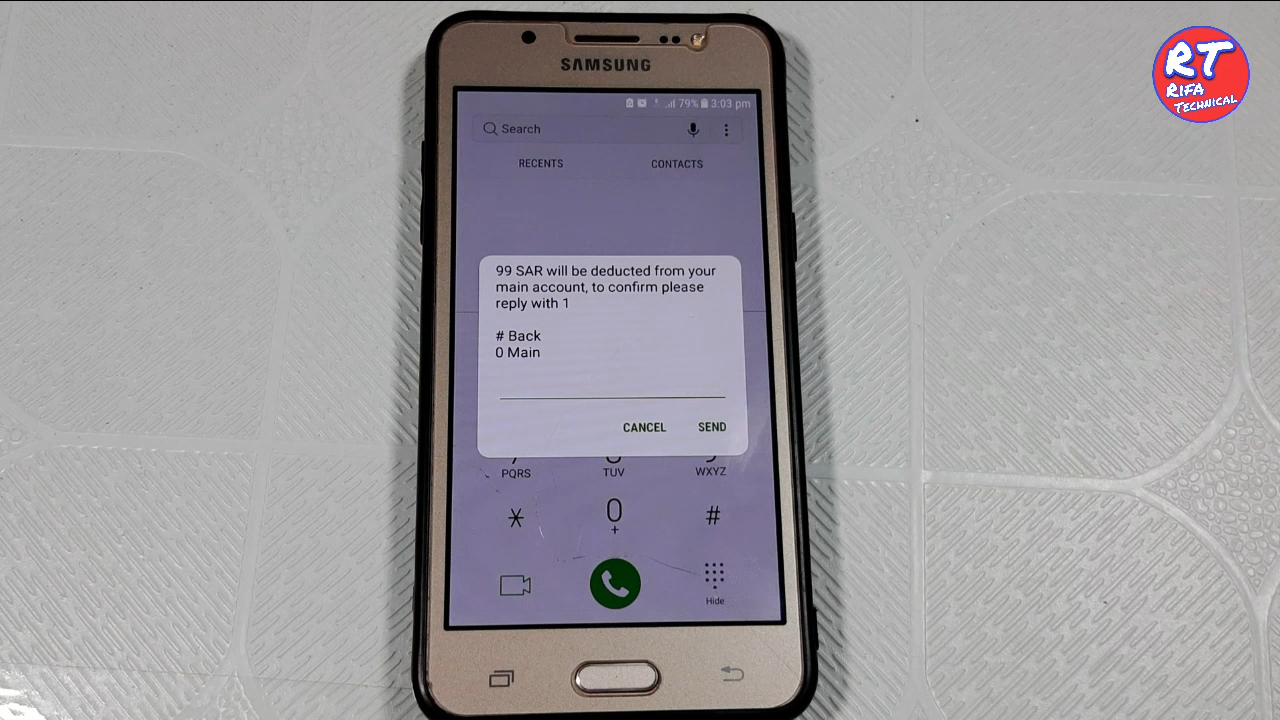 RT
RIFA
TECHNICAL
SAMSUNG
79% 3:03 pm
Search
RECENTS CONTACTS
99 SAR will be deducted from your
main account, to confirm please
reply with 1
# Back
0 Main
CANCEL SEND
PQRS TUV WXYZ
* 0 #
+
Hide